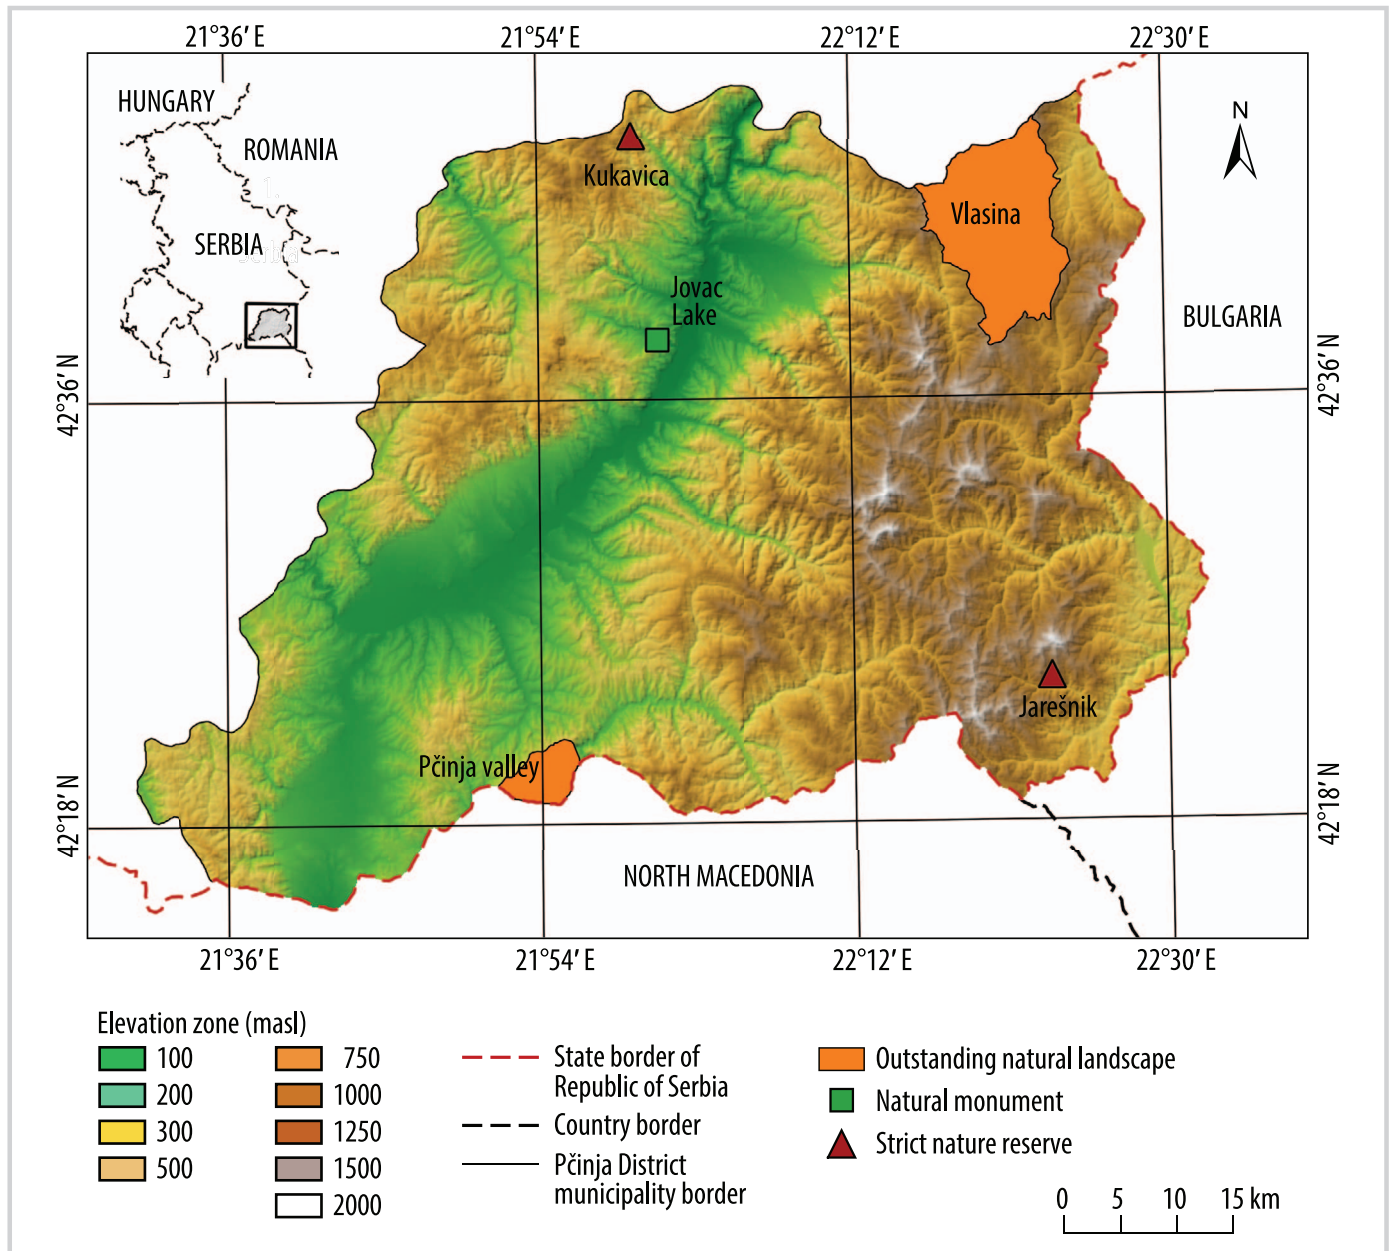 21°36′ E
21°54′ E
22°12′ E
22°30′ E
HUNGARY
ROMANIA
SERBIA
N
Kukavica
Vlasina
Jovac
Lake
BULGARIA
42°36′ N
42°36′ N
Jarešnik
Pčinja valley
42°18′ N
42°18′ N
NORTH MACEDONIA
21°36′ E
21°54′ E
22°12′ E
22°30′ E
Elevation zone (masl)
100
200
300
500
750
1000
1250
1500
2000
State border of
Republic of Serbia
Country border
Pčinja District
municipality border
Outstanding natural landscape
Natural monument
Strict nature reserve
0 5 10 15 km